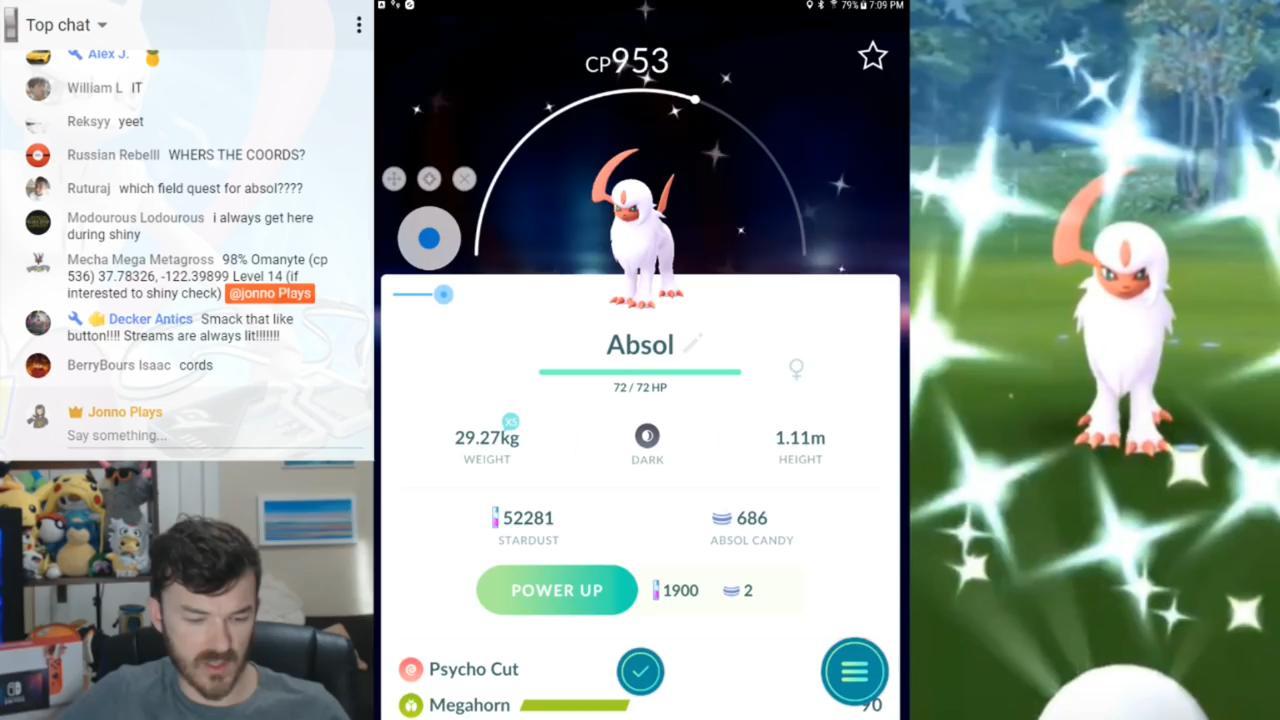 Top chat
Alex J.
William L IT
Reksyy yeet
Russian Rebelll WHERS THE COORDS?
Ruturaj which field quest for absol????
Modourous Lodourous i always get here
during shiny
Mecha Mega Metagross 98% Omanyte (cp
536) 37.78326, -122.39899 Level 14 (if
interested to shiny check) @jonno Plays
Decker Antics Smack that like
button!!!! Streams are always lit!!!!!!!
BerryBours Isaac cords
Jonno Plays
Say something...
79% 7:09 PM
CP953
Absol
72 / 72 HP
XS
29.27kg
WEIGHT
DARK
1.11m
HEIGHT
52281
STARDUST
686
ABSOL CANDY
POWER UP
1900
2
Psycho Cut
Megahorn
90